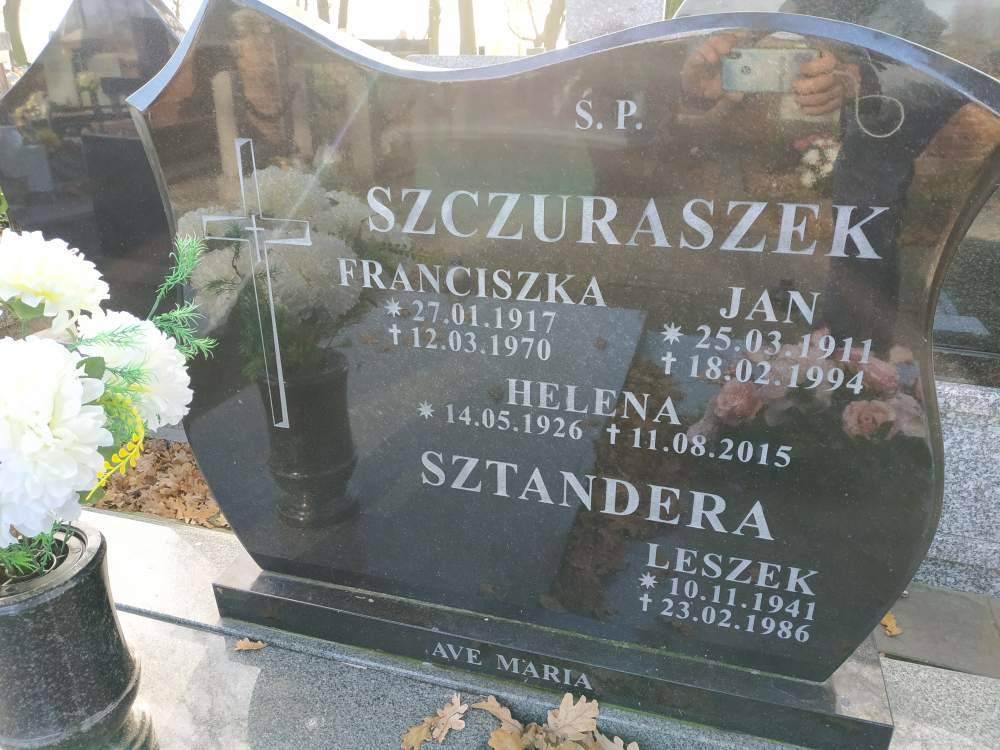 Ś. P.
SZCZURASZEK
FRANCISZKA
✷ 27.01.1917
† 12.03.1970
JAN
✷ 25.03.1911
† 18.02.1994
HELENA
✷ 14.05.1926 † 11.08.2015
SZTANDERA
LESZEK
✷ 10.11.1941
† 23.02.1986
AVE MARIA